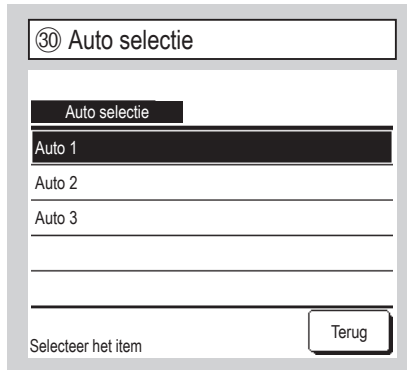 ㉚ Auto selectie
Auto selectie
Auto 1
Auto 2
Auto 3
Selecteer het item
Terug